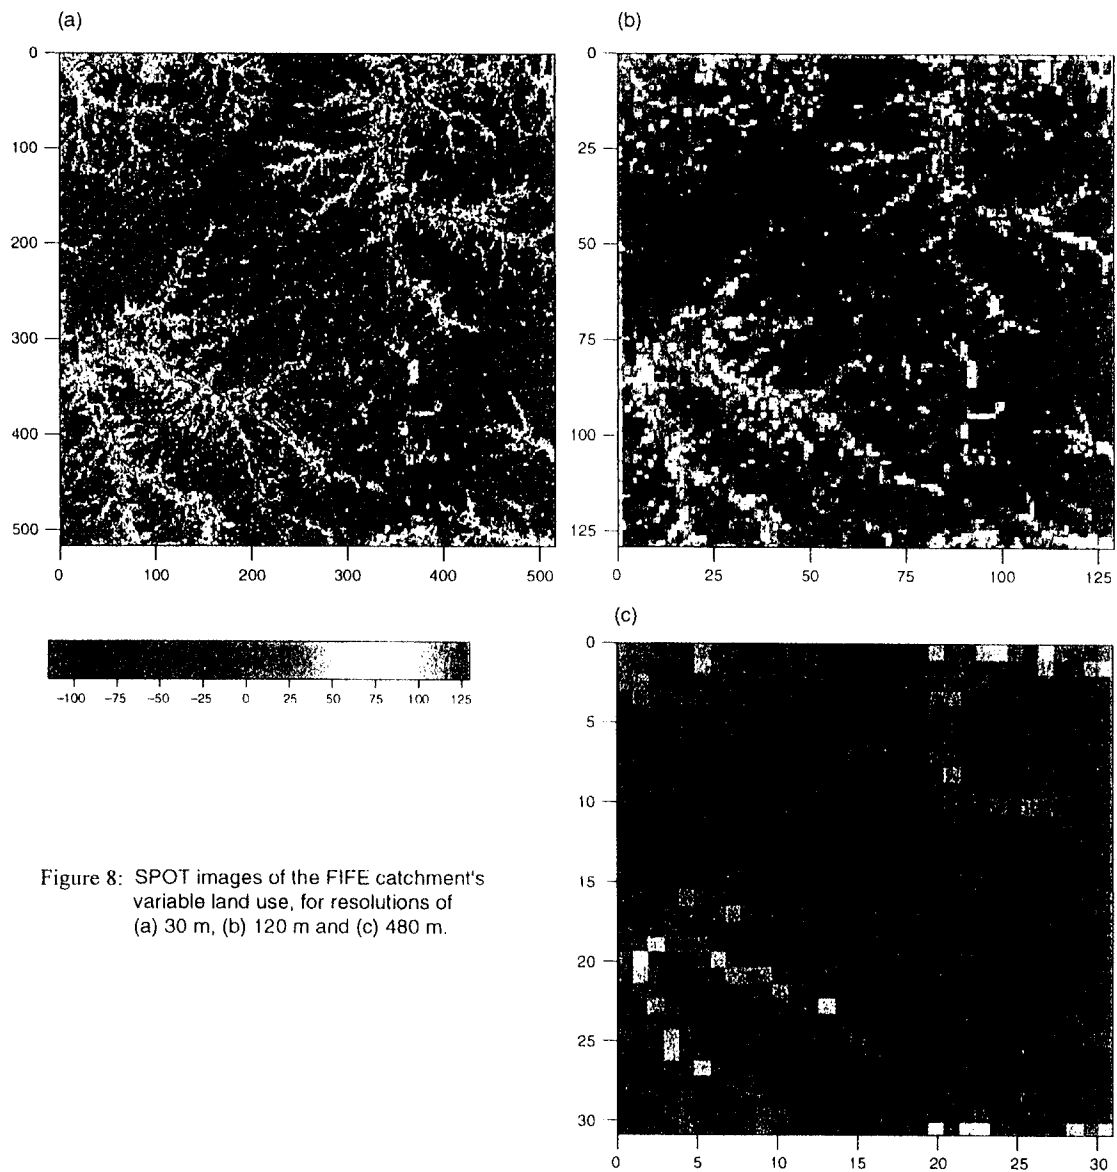 (a)
0
100
200
300
400
500
0 100 200 300 400 500
(b)
0
25
50
75
100
125
0 25 50 75 100 125
-100 -75 -50 -25 0 25 50 75 100 125
Figure 8: SPOT images of the FIFE catchment's
variable land use, for resolutions of
(a) 30 m, (b) 120 m and (c) 480 m.
(c)
0
5
10
15
20
25
30
0 5 10 15 20 25 30